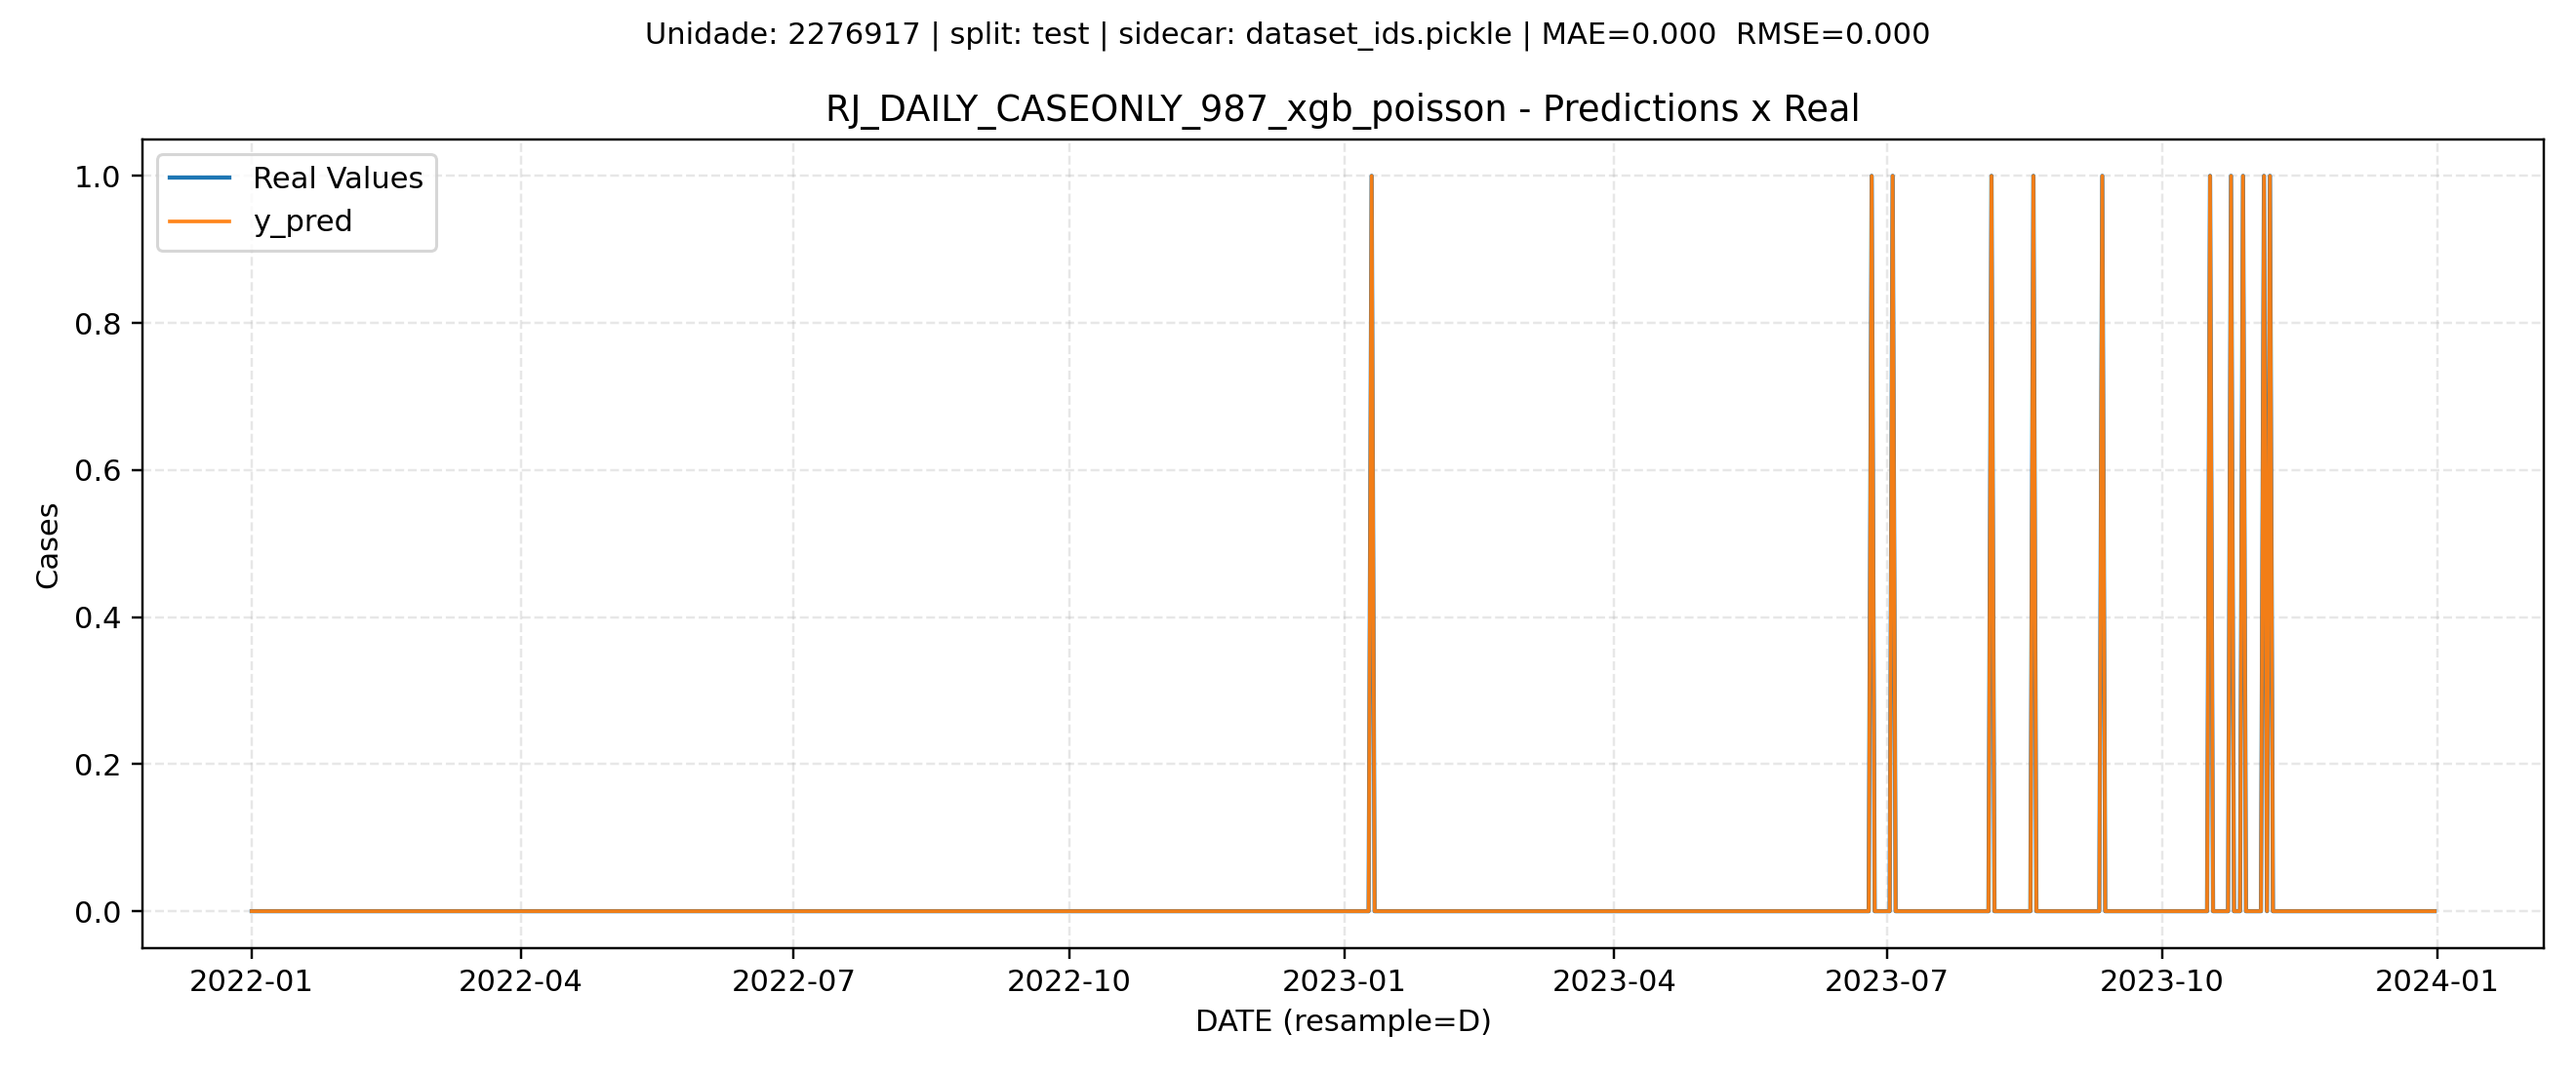 Unidade: 2276917 | split: test | sidecar: dataset_ids.pickle | MAE=0.000  RMSE=0.000
RJ_DAILY_CASEONLY_987_xgb_poisson - Predictions x Real
Real Values
y_pred
Cases
1.0
0.8
0.6
0.4
0.2
0.0
2022-01 2022-04 2022-07 2022-10 2023-01 2023-04 2023-07 2023-10 2024-01
DATE (resample=D)